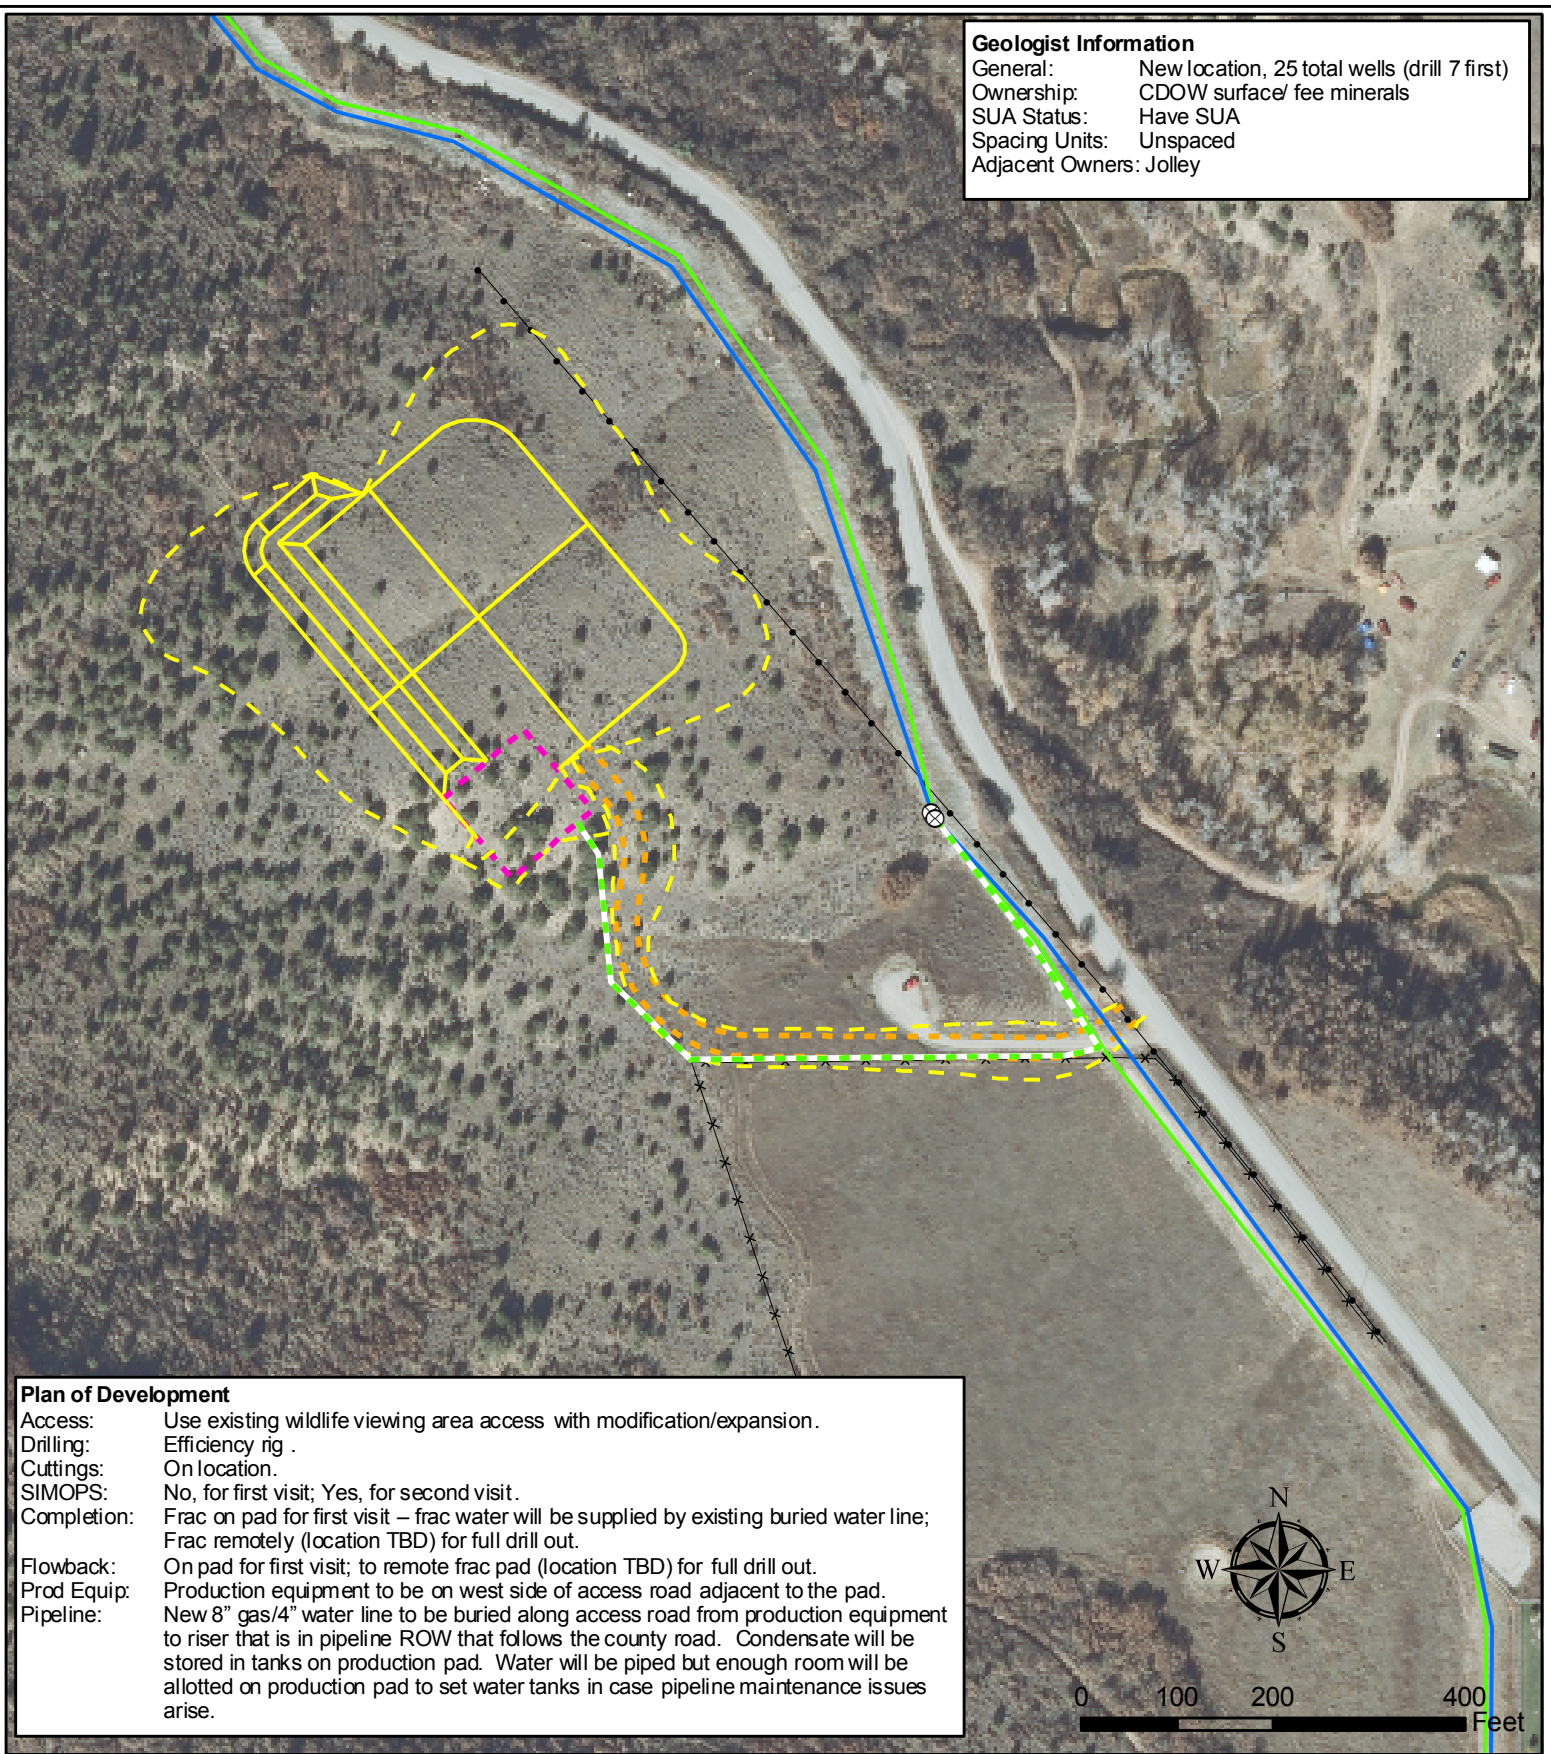 Geologist Information
General: New location, 25 total wells (drill 7 first)
Ownership: CDOW surface/ fee minerals
SUA Status: Have SUA
Spacing Units: Unspaced
Adjacent Owners: Jolley
Plan of Development
Access: Use existing wildlife viewing area access with modification/expansion.
Drilling: Efficiency rig .
Cuttings: On location.
SIMOPS: No, for first visit; Yes, for second visit.
Completion: Frac on pad for first visit – frac water will be supplied by existing buried water line;
Frac remotely (location TBD) for full drill out.
Flowback: On pad for first visit; to remote frac pad (location TBD) for full drill out.
Prod Equip: Production equipment to be on west side of access road adjacent to the pad.
Pipeline: New 8” gas/4” water line to be buried along access road from production equipment
to riser that is in pipeline ROW that follows the county road. Condensate will be
stored in tanks on production pad. Water will be piped but enough room will be
allotted on production pad to set water tanks in case pipeline maintenance issues
arise.
N
W E
S
0 100 200 400
Feet